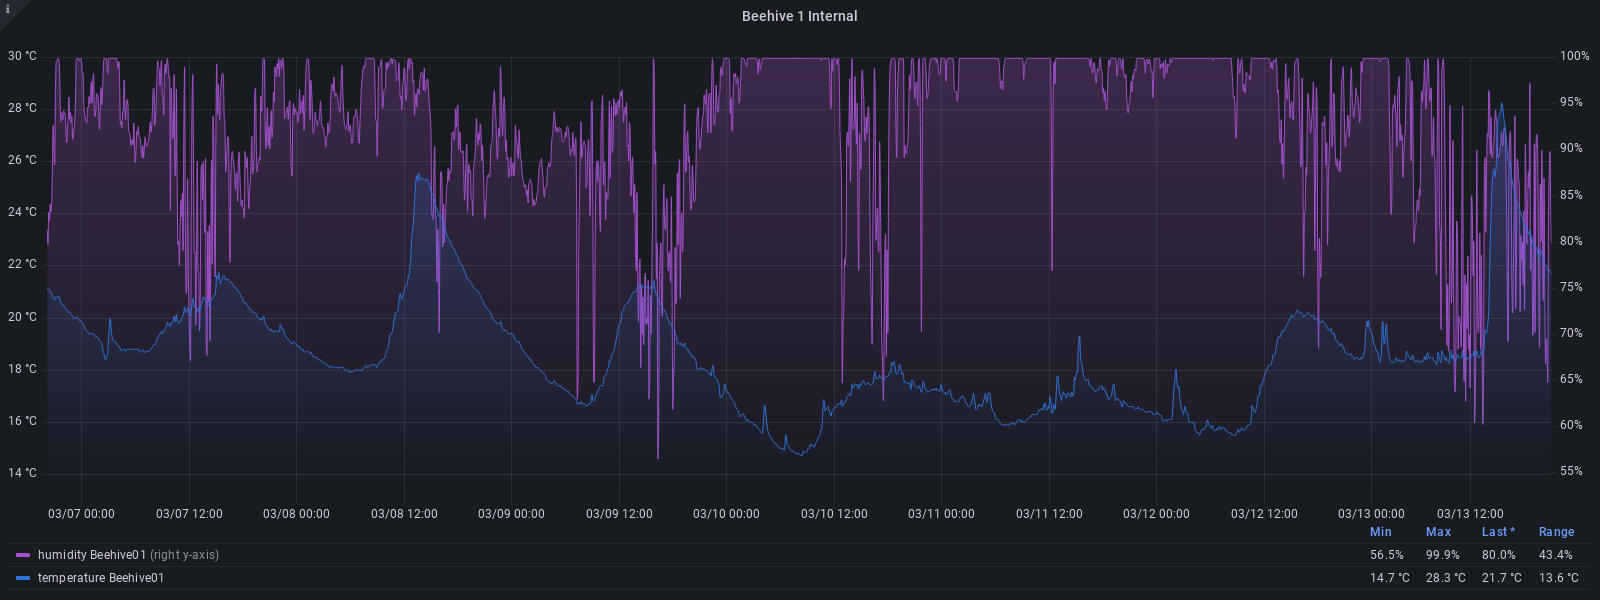 i
Beehive 1 Internal
30 °C 100%
28 °C 95%
26 °C 90%
24 °C 85%
22 °C 80%
20 °C 75%
18 °C 70%
16 °C 65%
14 °C 60%
55%
03/07 00:00 03/07 12:00 03/08 00:00 03/08 12:00 03/09 00:00 03/09 12:00 03/10 00:00 03/10 12:00 03/11 00:00 03/11 12:00 03/12 00:00 03/12 12:00 03/13 00:00 03/13 12:00
Min Max Last * Range
humidity Beehive01 (right y-axis) 56.5% 99.9% 80.0% 43.4%
temperature Beehive01 14.7 °C 28.3 °C 21.7 °C 13.6 °C